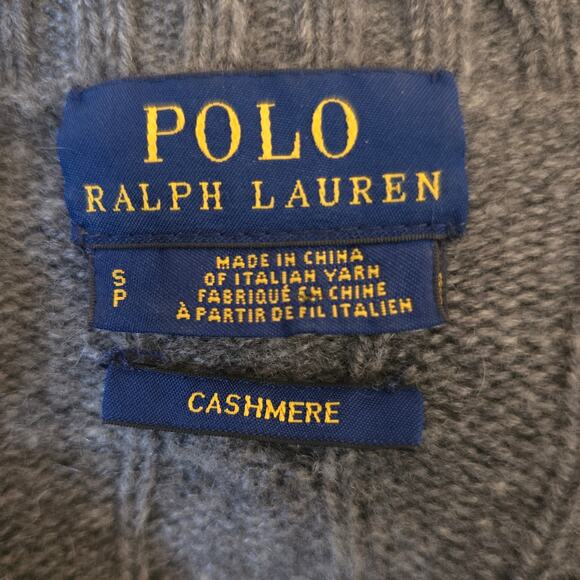 POLO
RALPH LAUREN
S
P
MADE IN CHINA
OF ITALIAN YARN
FABRIQUÉ EN CHINE
À PARTIR DE FIL ITALIEN
CASHMERE